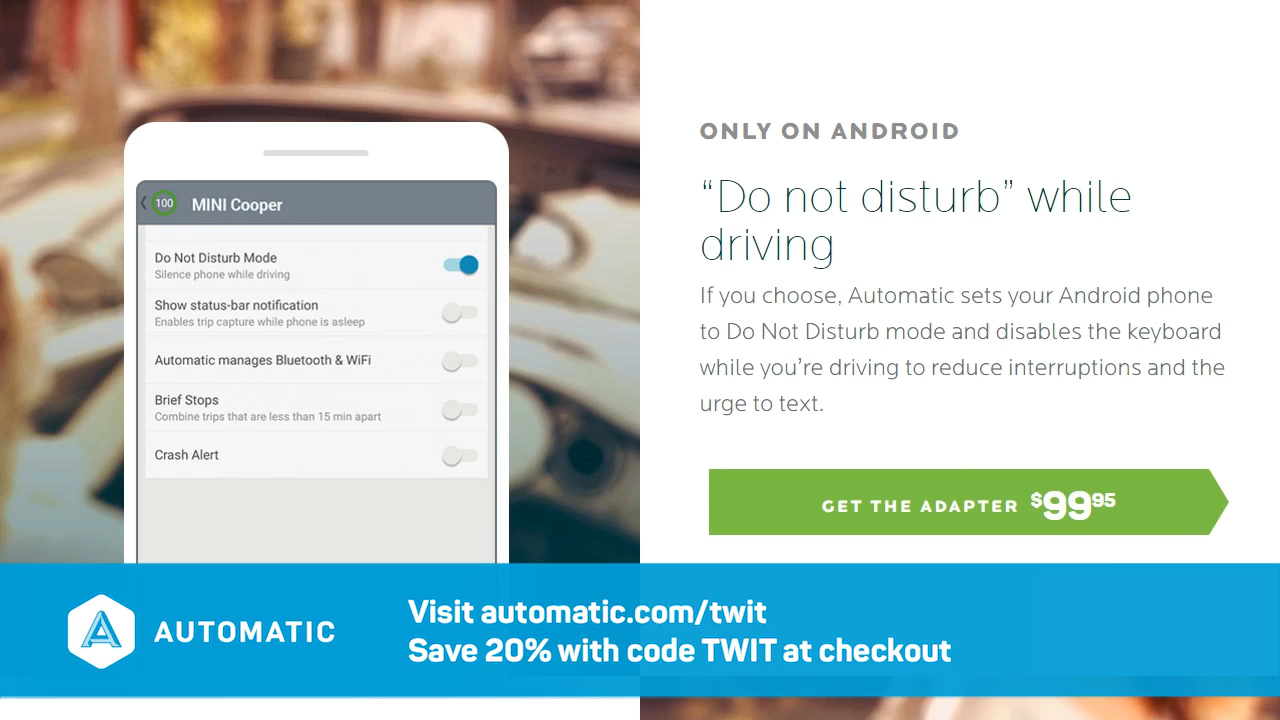 100
MINI Cooper
Do Not Disturb Mode
Silence phone while driving
Show status-bar notification
Enables trip capture while phone is asleep
Automatic manages Bluetooth & WiFi
Brief Stops
Combine trips that are less than 15 min apart
Crash Alert
ONLY ON ANDROID
“Do not disturb” while
driving
If you choose, Automatic sets your Android phone
to Do Not Disturb mode and disables the keyboard
while you’re driving to reduce interruptions and the
urge to text.
GET THE ADAPTER $99 95
AUTOMATIC
Visit automatic.com/twit
Save 20% with code TWIT at checkout